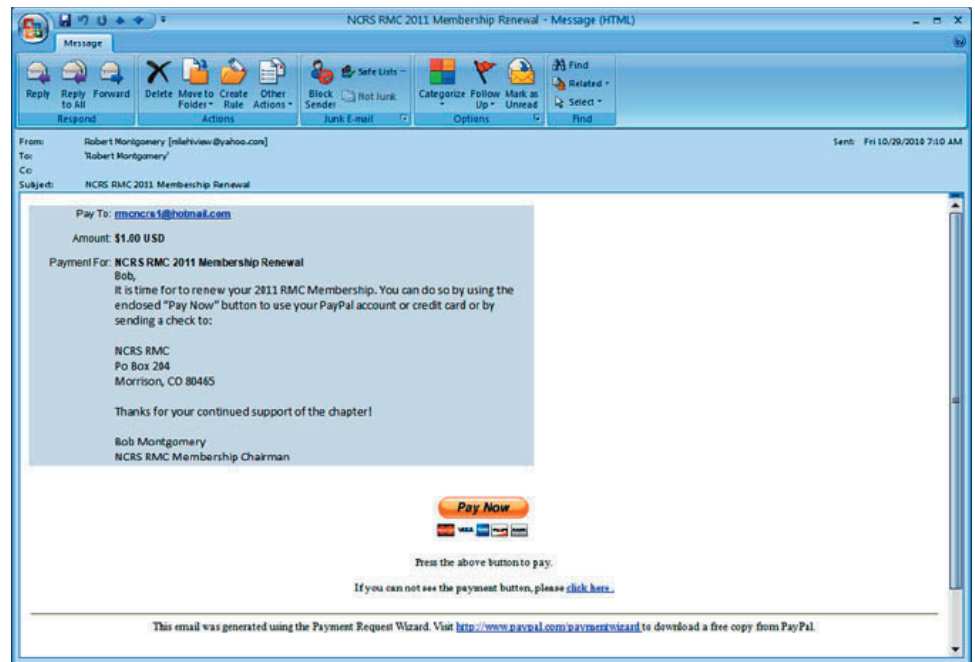 NCRS RMC 2011 Membership Renewal - Message (HTML)
Message
Reply Reply to All Forward
Respond
Delete Move to Folder Create Rule Other Actions
Actions
Block Sender Safe Lists Not Junk
Junk E-mail
Categorize Follow Up Mark as Unread
Options
Find
Related
Select
Find
From: Robert Montgomery [milehiview@yahoo.com]
Sent: Fri 10/29/2010 7:10 AM
To: 'Robert Montgomery'
Cc:
Subject: NCRS RMC 2011 Membership Renewal
Pay To: rmcncrs1@hotmail.com
Amount: $1.00 USD
Payment For: NCRS RMC 2011 Membership Renewal
Bob,
It is time for to renew your 2011 RMC Membership. You can do so by using the
enclosed "Pay Now" button to use your PayPal account or credit card or by
sending a check to:
NCRS RMC
Po Box 204
Morrison, CO 80465
Thanks for your continued support of the chapter!
Bob Montgomery
NCRS RMC Membership Chairman
Pay Now
VISA
Press the above button to pay.
If you can not see the payment button, please click here .
This email was generated using the Payment Request Wizard. Visit http://www.paypal.com/paymentwizard to download a free copy from PayPal.